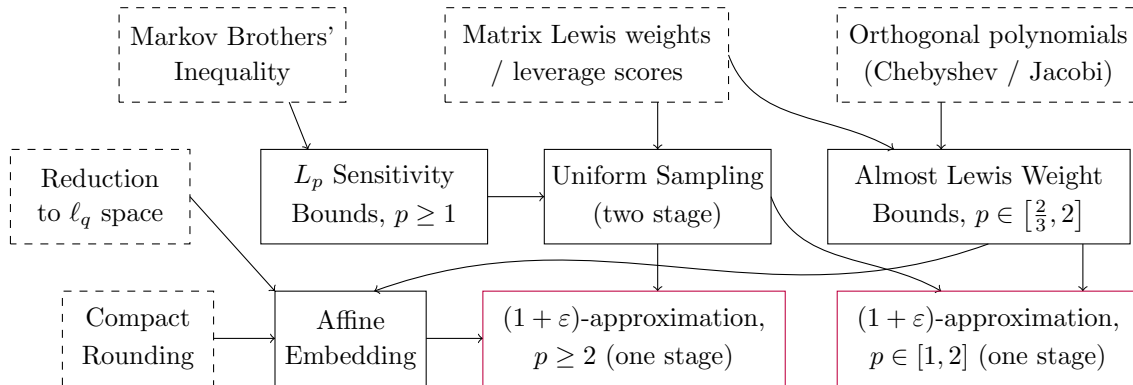 Markov Brothers'
Inequality
Matrix Lewis weights
/ leverage scores
Orthogonal polynomials
(Chebyshev / Jacobi)
Reduction
to ℓ_q space
L_p Sensitivity
Bounds, p ≥ 1
Uniform Sampling
(two stage)
Almost Lewis Weight
Bounds, p ∈ [2/3, 2]
Compact
Rounding
Affine
Embedding
(1 + ε)-approximation,
p ≥ 2 (one stage)
(1 + ε)-approximation,
p ∈ [1, 2] (one stage)